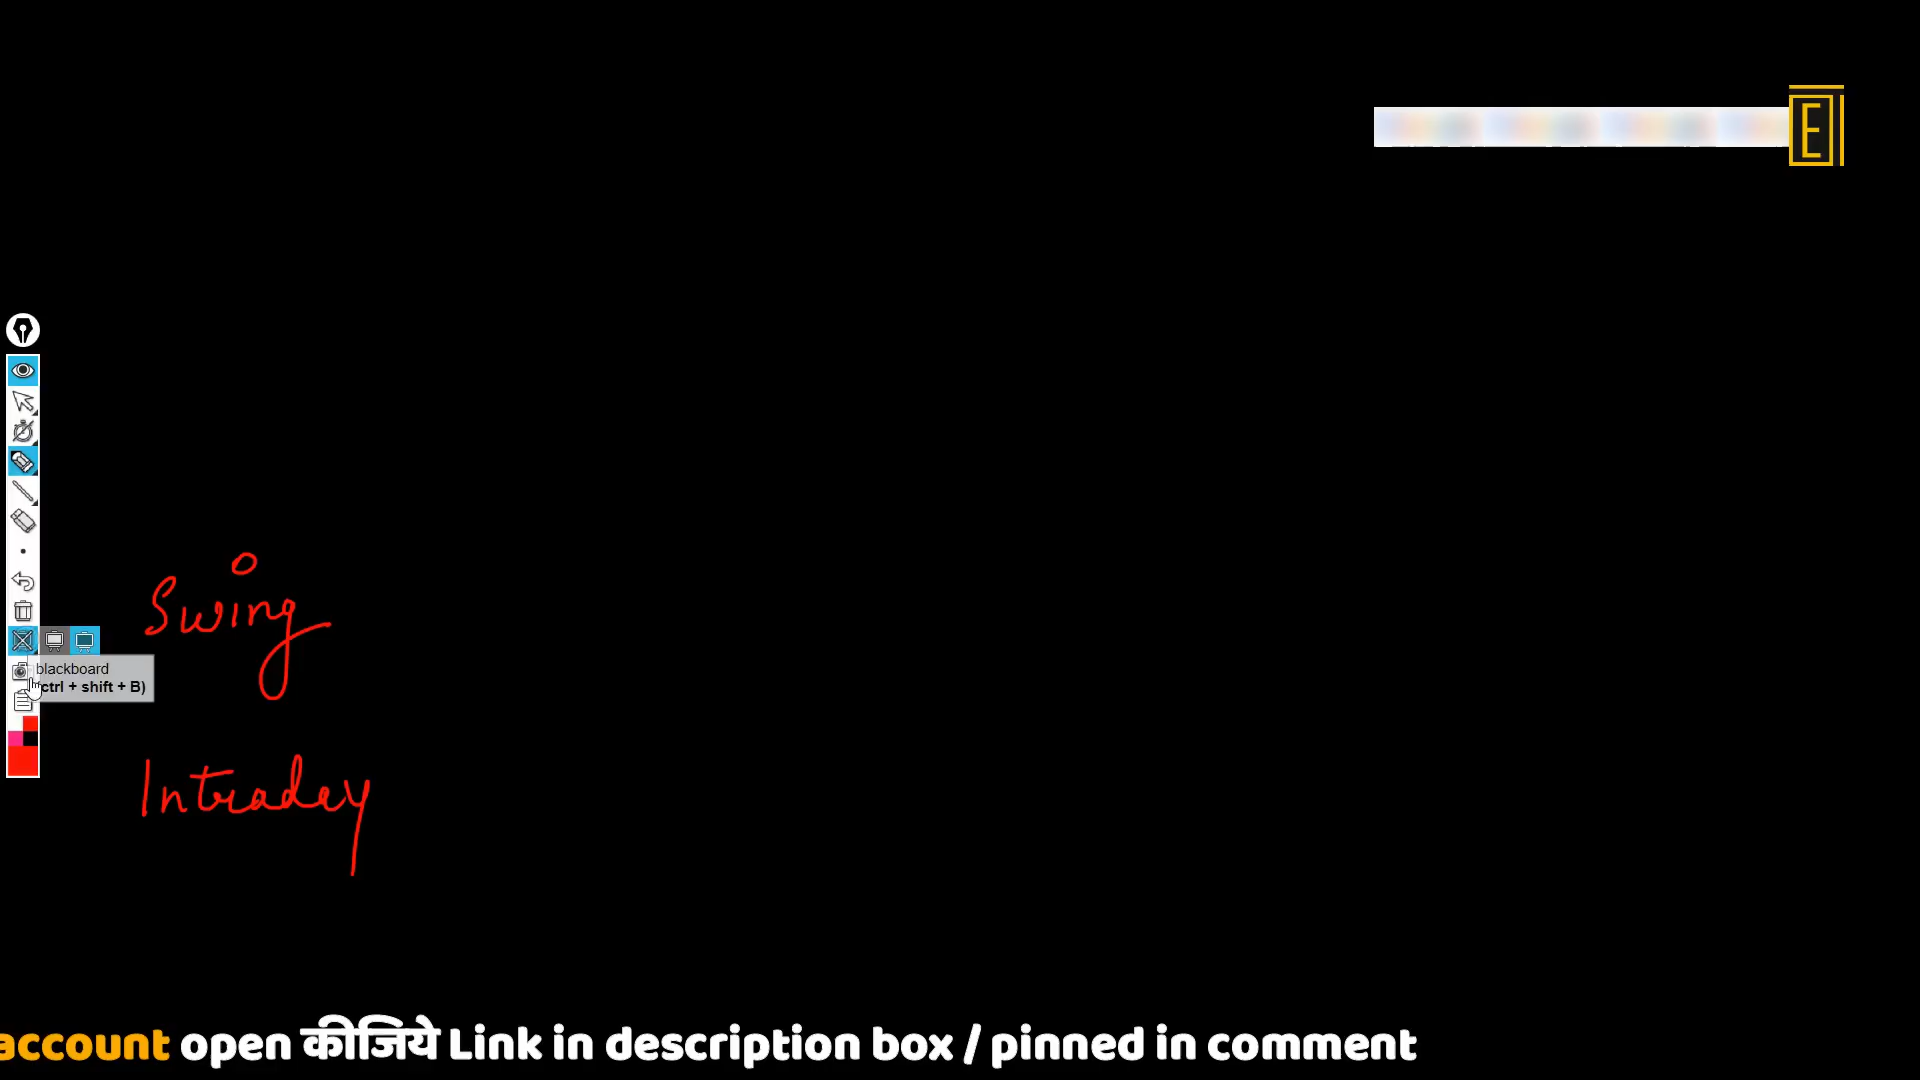 E
Swing
blackboard
(ctrl + shift + B)
Intraday
account open कीजिये Link in description box / pinned in comment